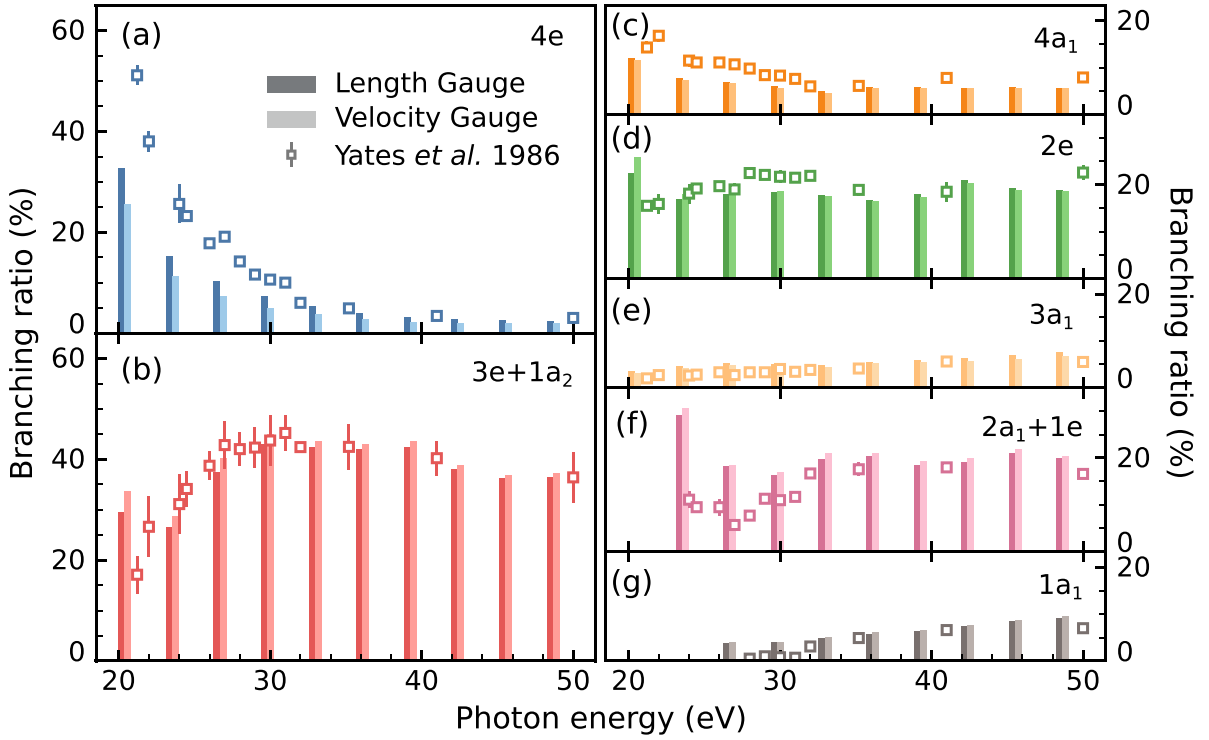 (a)
4e
Length Gauge
Velocity Gauge
Yates et al. 1986
60
40
20
0
Branching ratio (%)
(b)
3e+1a₂
60
40
20
0
20
30
40
50
(c)
4a₁
20
0
(d)
2e
20
0
(e)
3a₁
20
0
(f)
2a₁+1e
20
0
(g)
1a₁
20
0
Branching ratio (%)
20
30
40
50
Photon energy (eV)